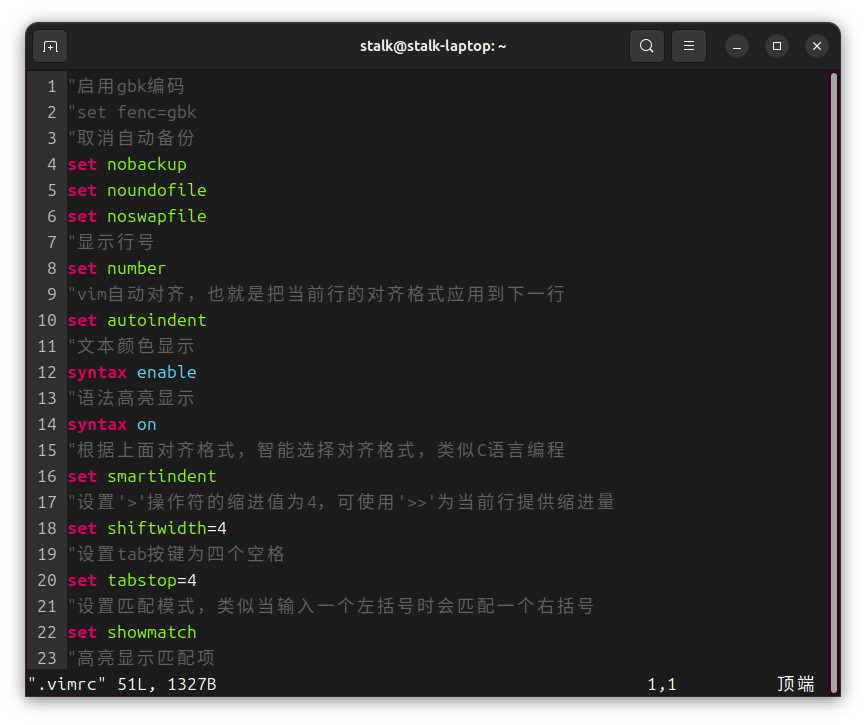 stalk@stalk-laptop: ~
1 "启用gbk编码
2 "set fenc=gbk
3 "取消自动备份
4 set nobackup
5 set noundofile
6 set noswapfile
7 "显示行号
8 set number
9 "vim自动对齐，也就是把当前行的对齐格式应用到下一行
10 set autoindent
11 "文本颜色显示
12 syntax enable
13 "语法高亮显示
14 syntax on
15 "根据上面对齐格式，智能选择对齐格式，类似C语言编程
16 set smartindent
17 "设置'>'操作符的缩进值为4，可使用'>>'为当前行提供缩进量
18 set shiftwidth=4
19 "设置tab按键为四个空格
20 set tabstop=4
21 "设置匹配模式，类似当输入一个左括号时会匹配一个右括号
22 set showmatch
23 "高亮显示匹配项
".vimrc" 51L, 1327B 1,1 顶端